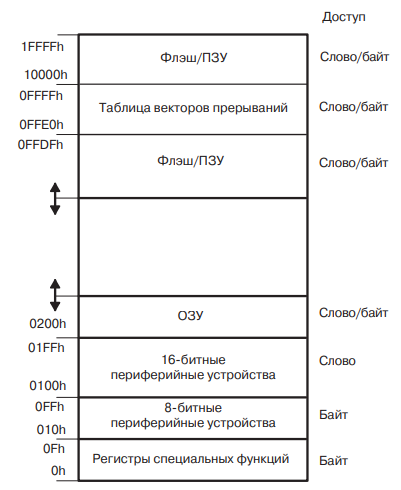 Доступ
1FFFFh
Флэш/ПЗУ
Слово/байт
10000h
0FFFFh
Таблица векторов прерываний
Слово/байт
0FFE0h
0FFDFh
Флэш/ПЗУ
Слово/байт
ОЗУ
Слово/байт
0200h
01FFh
16-битные
периферийные устройства
Слово
0100h
0FFh
8-битные
периферийные устройства
Байт
010h
0Fh
Регистры специальных функций
Байт
0h